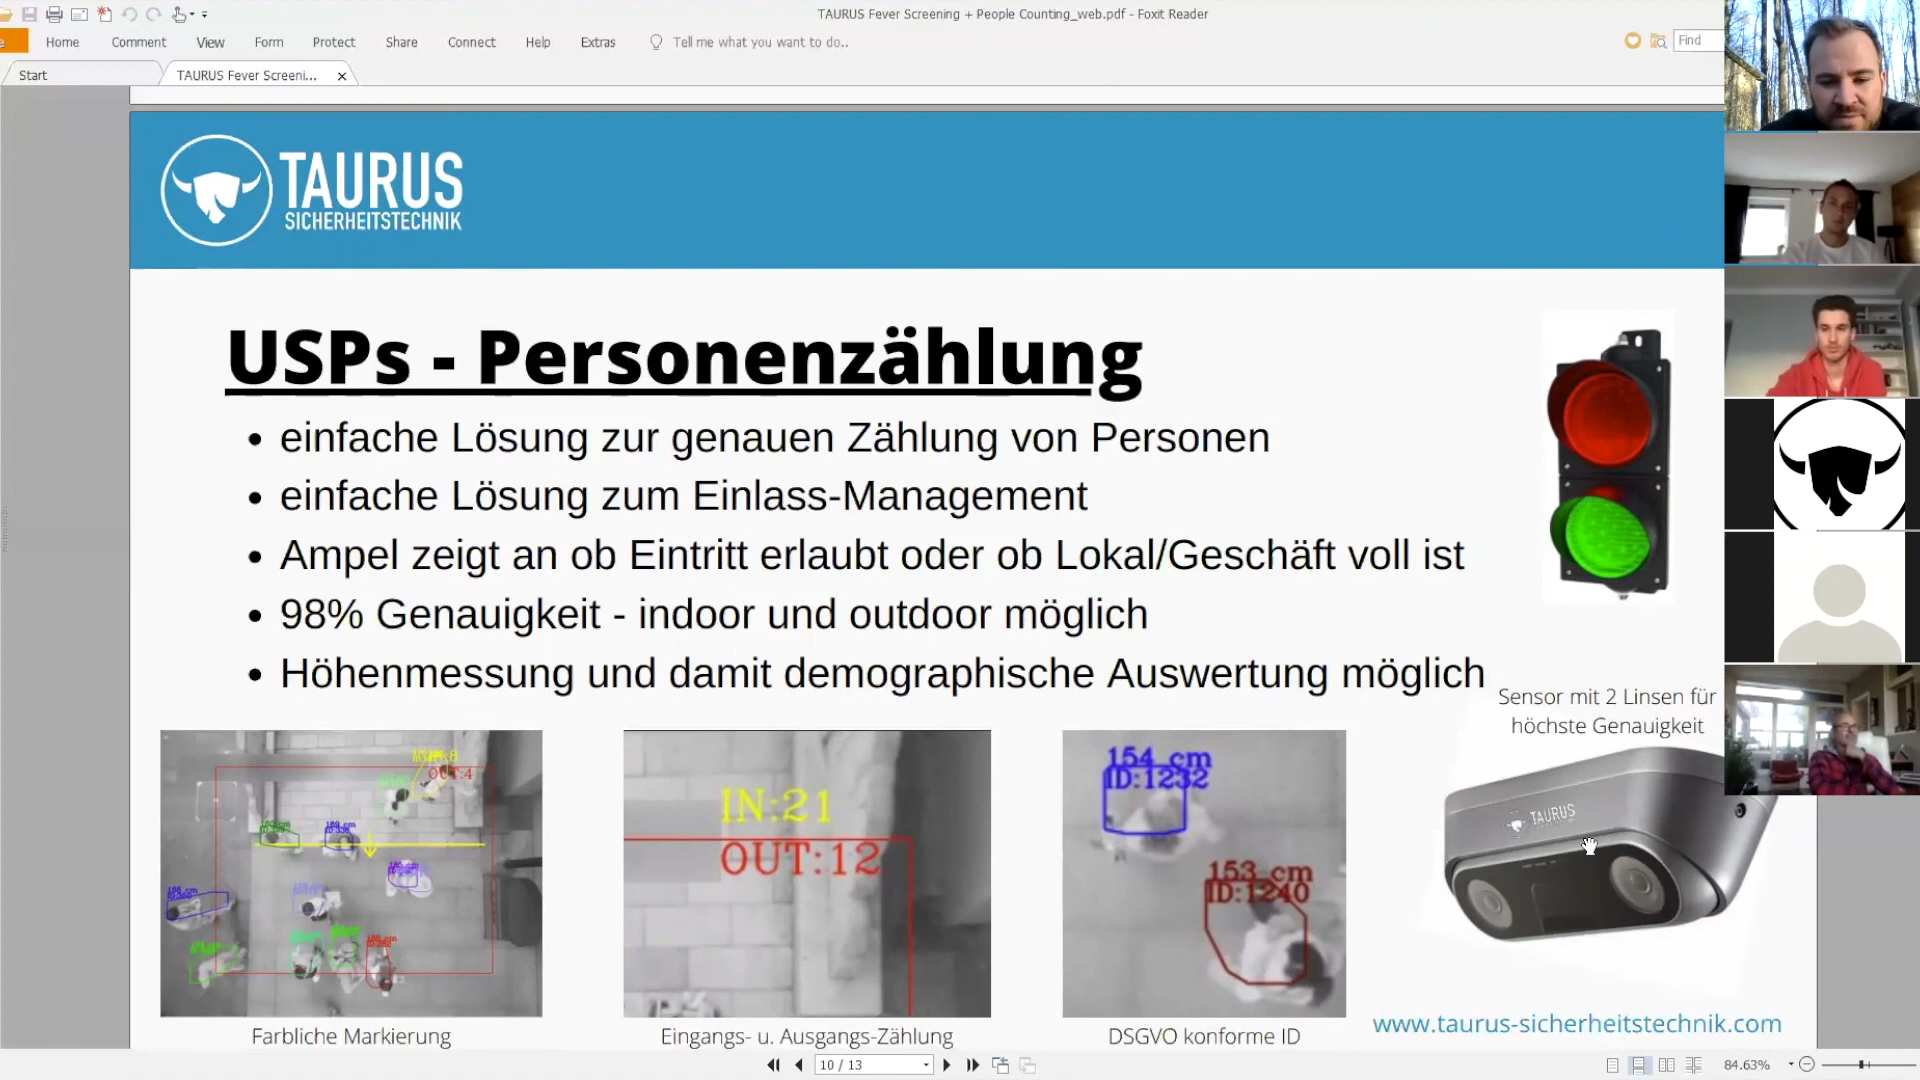 TAURUS Fever Screening + People Counting_web.pdf - Foxit Reader
Home Comment View Form Protect Share Connect Help Extras Tell me what you want to do.. Find
Start TAURUS Fever Screeni...
TAURUS
SICHERHEITSTECHNIK
USPs - Personenzählung
• einfache Lösung zur genauen Zählung von Personen
• einfache Lösung zum Einlass-Management
• Ampel zeigt an ob Eintritt erlaubt oder ob Lokal/Geschäft voll ist
• 98% Genauigkeit - indoor und outdoor möglich
• Höhenmessung und damit demographische Auswertung möglich
Sensor mit 2 Linsen für
höchste Genauigkeit
OUT:4
IN:21
OUT:12
154 cm
ID:1232
153 cm
ID:1240
TAURUS
Farbliche Markierung
Eingangs- u. Ausgangs-Zählung
DSGVO konforme ID
www.taurus-sicherheitstechnik.com
10 / 13
84.63%